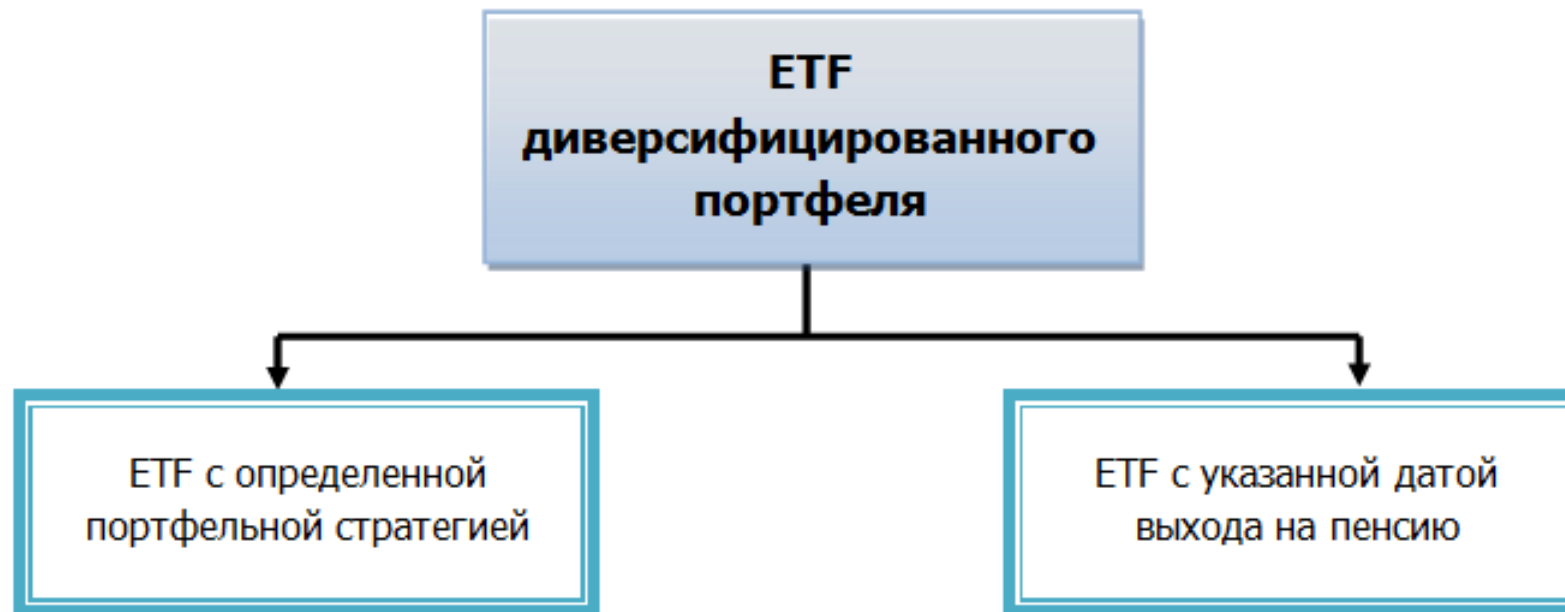 ETF
диверсифицированного
портфеля
ETF с определенной
портфельной стратегией
ETF с указанной датой
выхода на пенсию